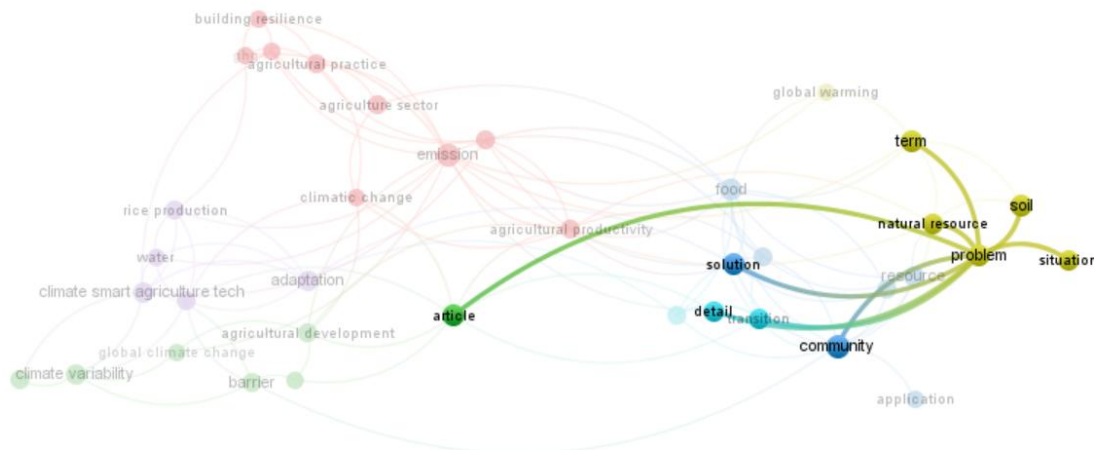 building resilience
agricultural practice
global warming
agriculture sector
term
emission
food
climatic change
soil
rice production
natural resource
agricultural productivity
problem
water
solution
situation
resource
adaptation
climate smart agriculture tech
detail
article
transition
agricultural development
community
global climate change
climate variability
barrier
application